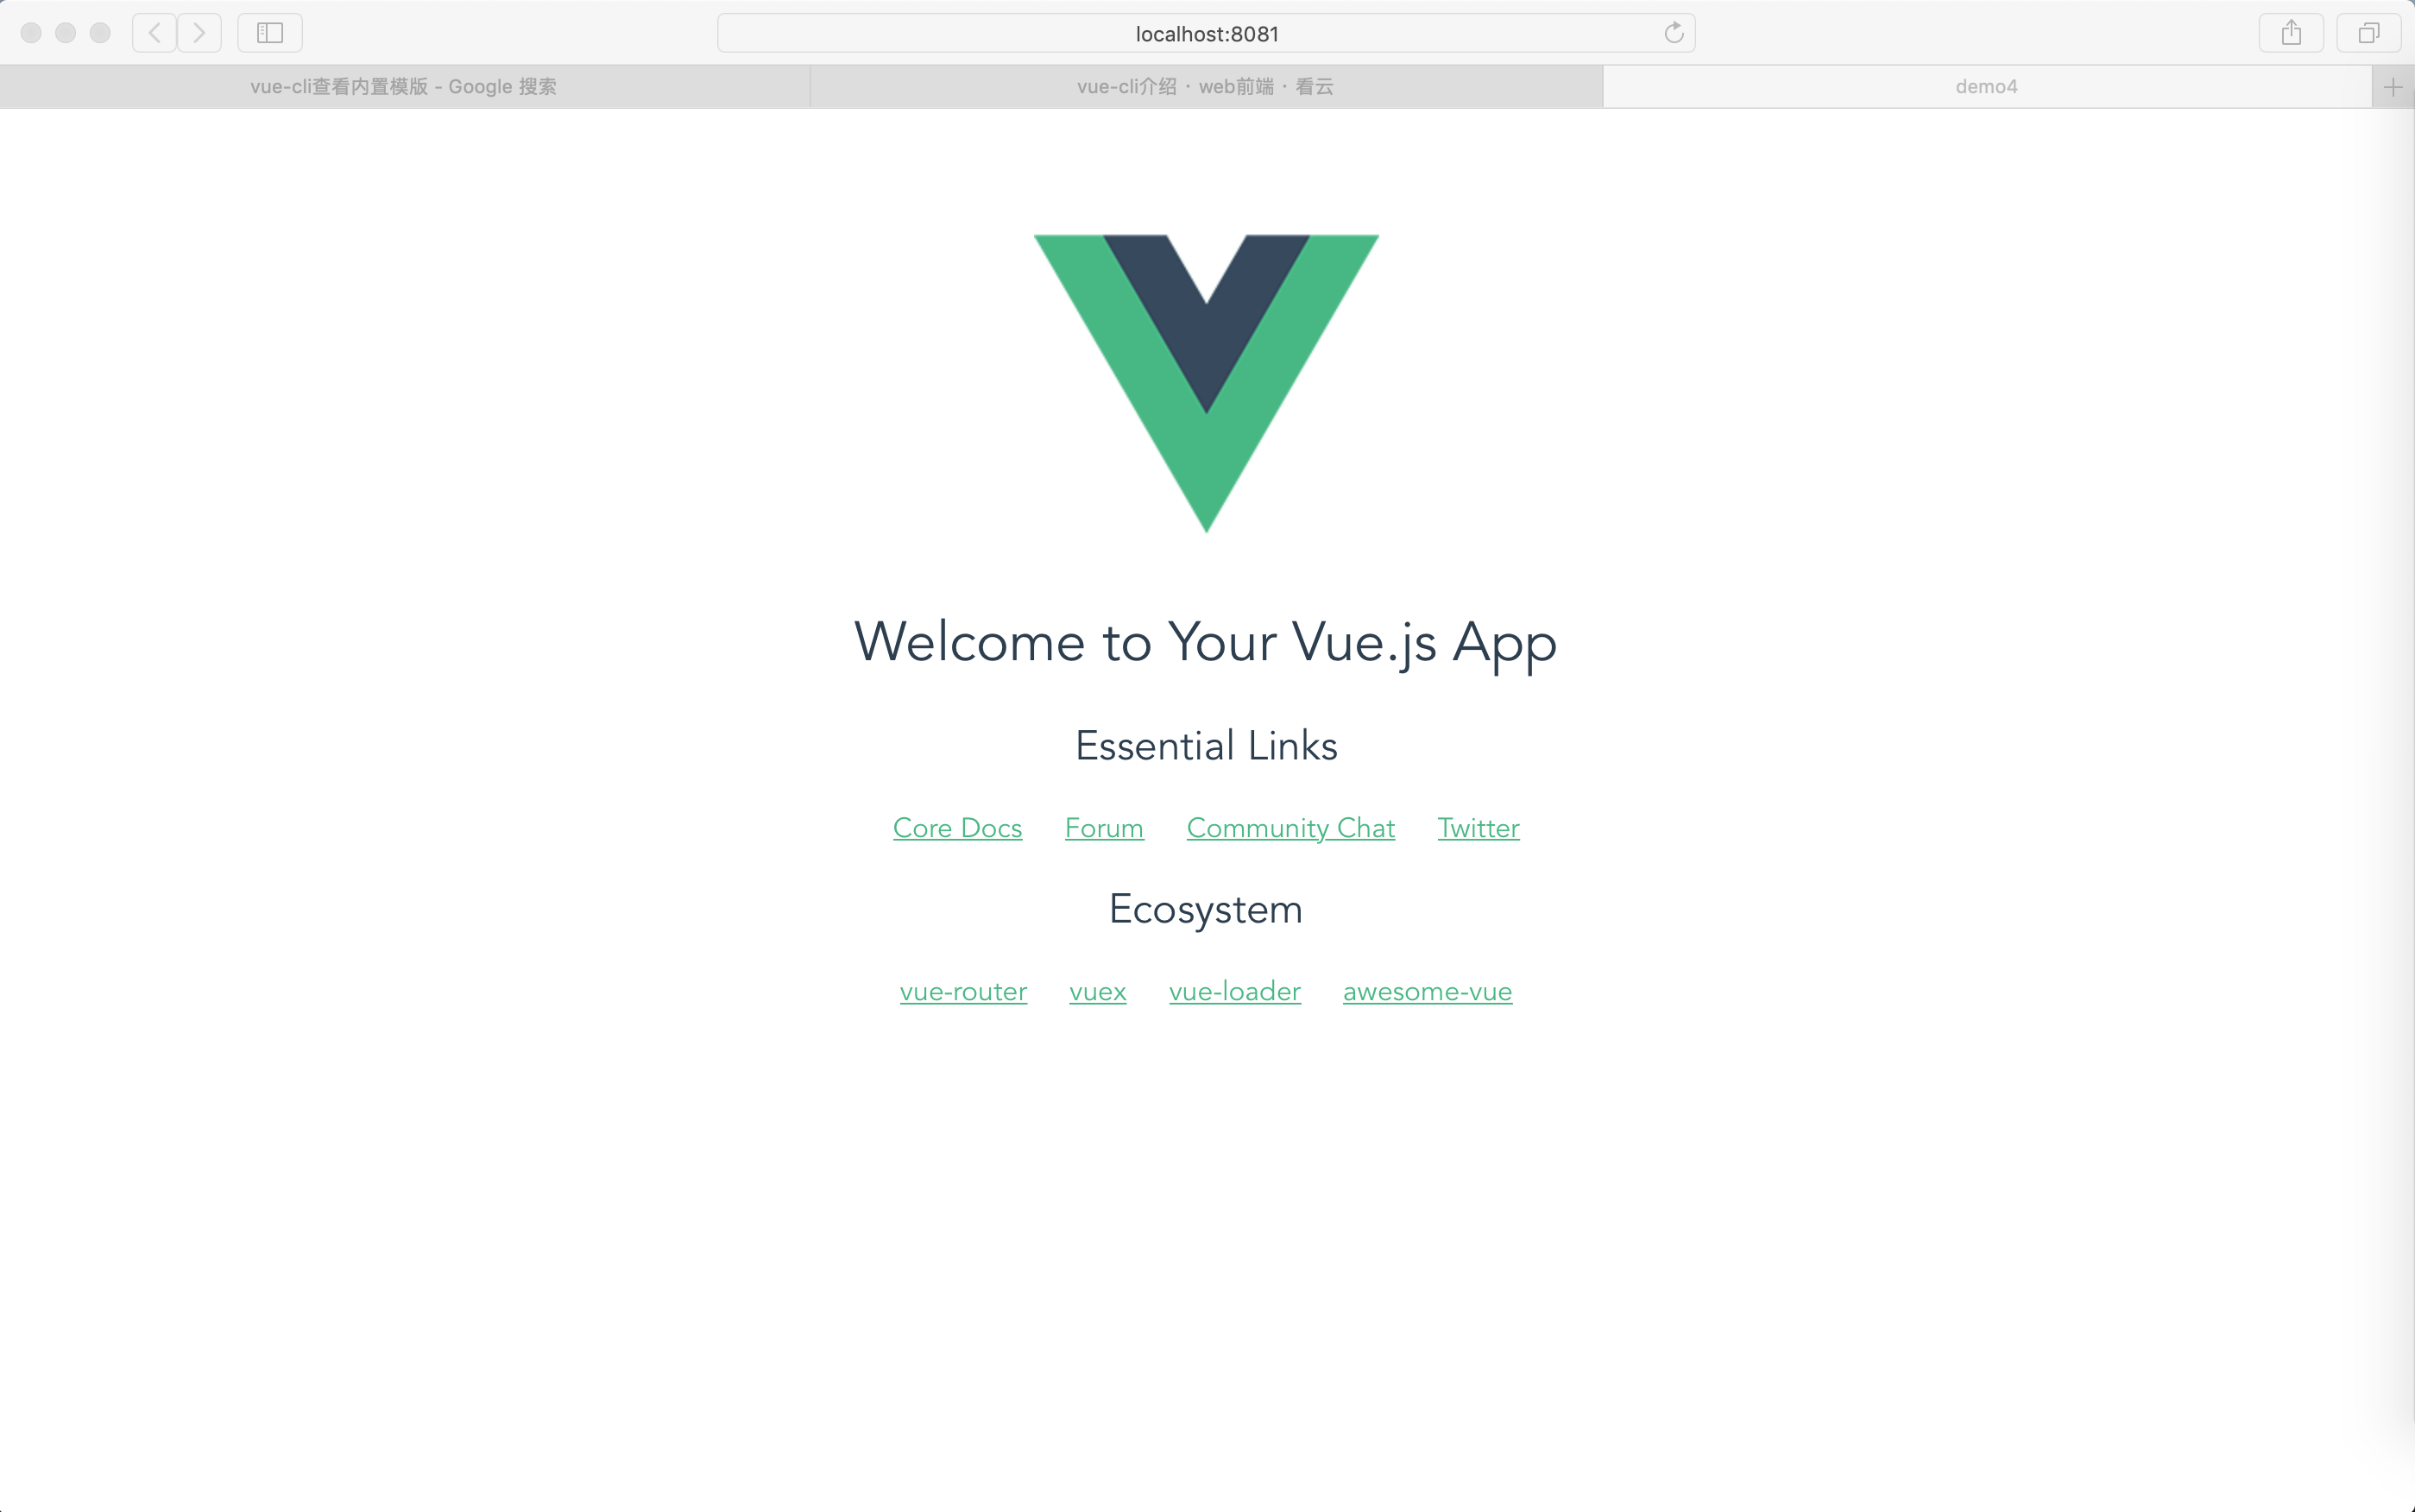 localhost:8081
vue-cli查看内置模版 - Google 搜索
vue-cli介绍 · web前端 · 看云
demo4
Welcome to Your Vue.js App
Essential Links
Core Docs Forum Community Chat Twitter
Ecosystem
vue-router vuex vue-loader awesome-vue